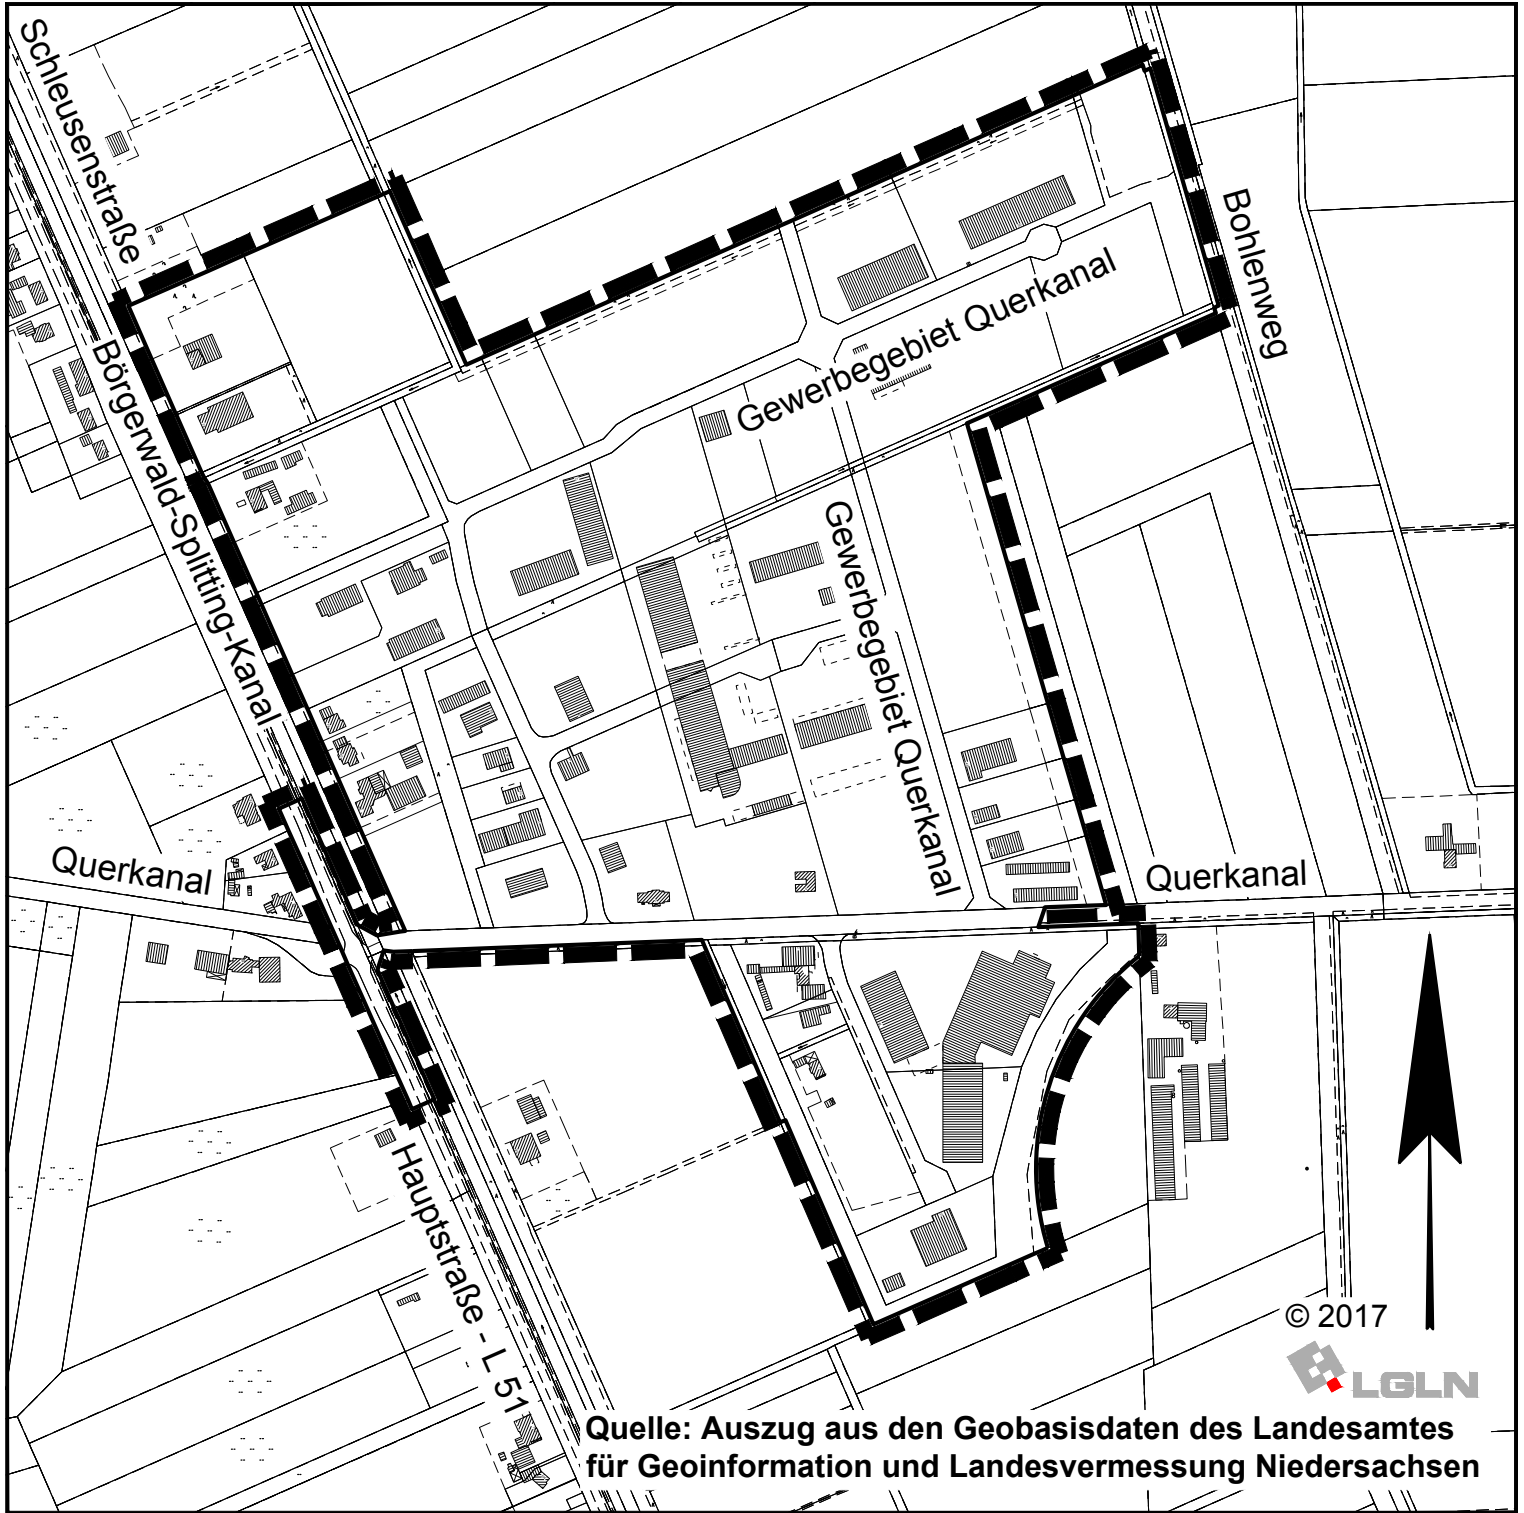 Schleusenstraße
Bohlenweg
Gewerbegebiet Querkanal
Börgerwald-Splitting-Kanal
Gewerbegebiet Querkanal
Querkanal
Querkanal
Hauptstraße - L 51
© 2017
LGLN
Quelle: Auszug aus den Geobasisdaten des Landesamtes
für Geoinformation und Landesvermessung Niedersachsen